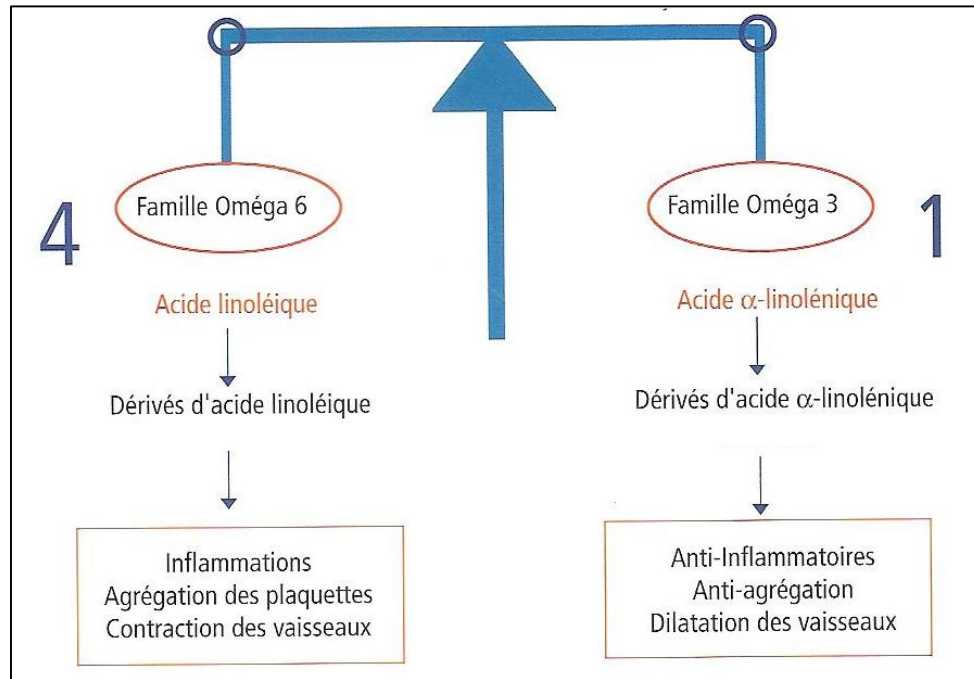 Famille Oméga 6
Famille Oméga 3
4
1
Acide linoléique
Acide α-linolénique
Dérivés d'acide linoléique
Dérivés d'acide α-linolénique
Inflammations
Agrégation des plaquettes
Contraction des vaisseaux
Anti-Inflammatoires
Anti-agrégation
Dilatation des vaisseaux